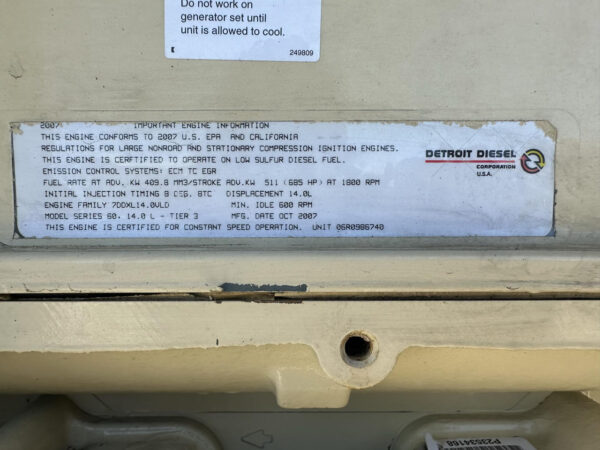 Do not work on
generator set until
unit is allowed to cool.
249809
2007 IMPORTANT ENGINE INFORMATION
THIS ENGINE CONFORMS TO 2007 U.S. EPA AND CALIFORNIA
REGULATIONS FOR LARGE NONROAD AND STATIONARY COMPRESSION IGNITION ENGINES.
THIS ENGINE IS CERTIFIED TO OPERATE ON LOW SULFUR DIESEL FUEL.
EMISSION CONTROL SYSTEMS: ECM TC EGR
FUEL RATE AT ADV. KW 409.8 MM3/STROKE ADV.KW 511 (685 HP) AT 1800 RPM
INITIAL INJECTION TIMING 8 DEG. BTC DISPLACEMENT 14.0L
ENGINE FAMILY 7DDXL14.0VLD MIN. IDLE 600 RPM
MODEL SERIES 60, 14.0 L - TIER 3 MFG. DATE OCT 2007
THIS ENGINE IS CERTIFIED FOR CONSTANT SPEED OPERATION. UNIT 06R0986740
DETROIT DIESEL
CORPORATION
U.S.A.
P23534168